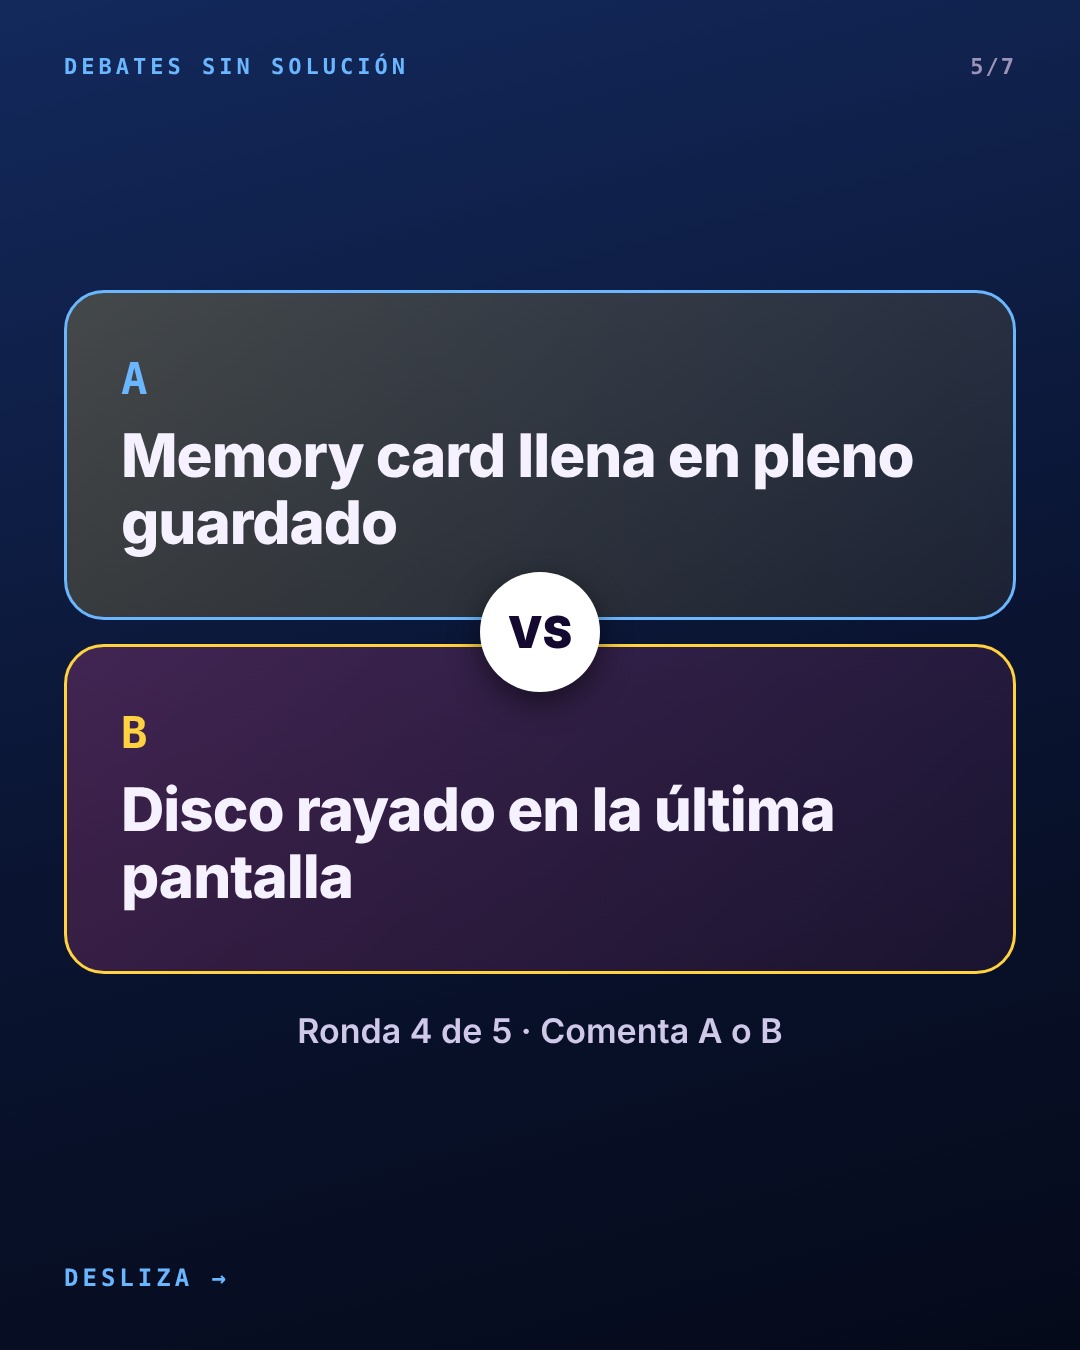 DEBATES SIN SOLUCIÓN
5/7
A
Memory card llena en pleno
guardado
VS
B
Disco rayado en la última
pantalla
Ronda 4 de 5 · Comenta A o B
DESLIZA →